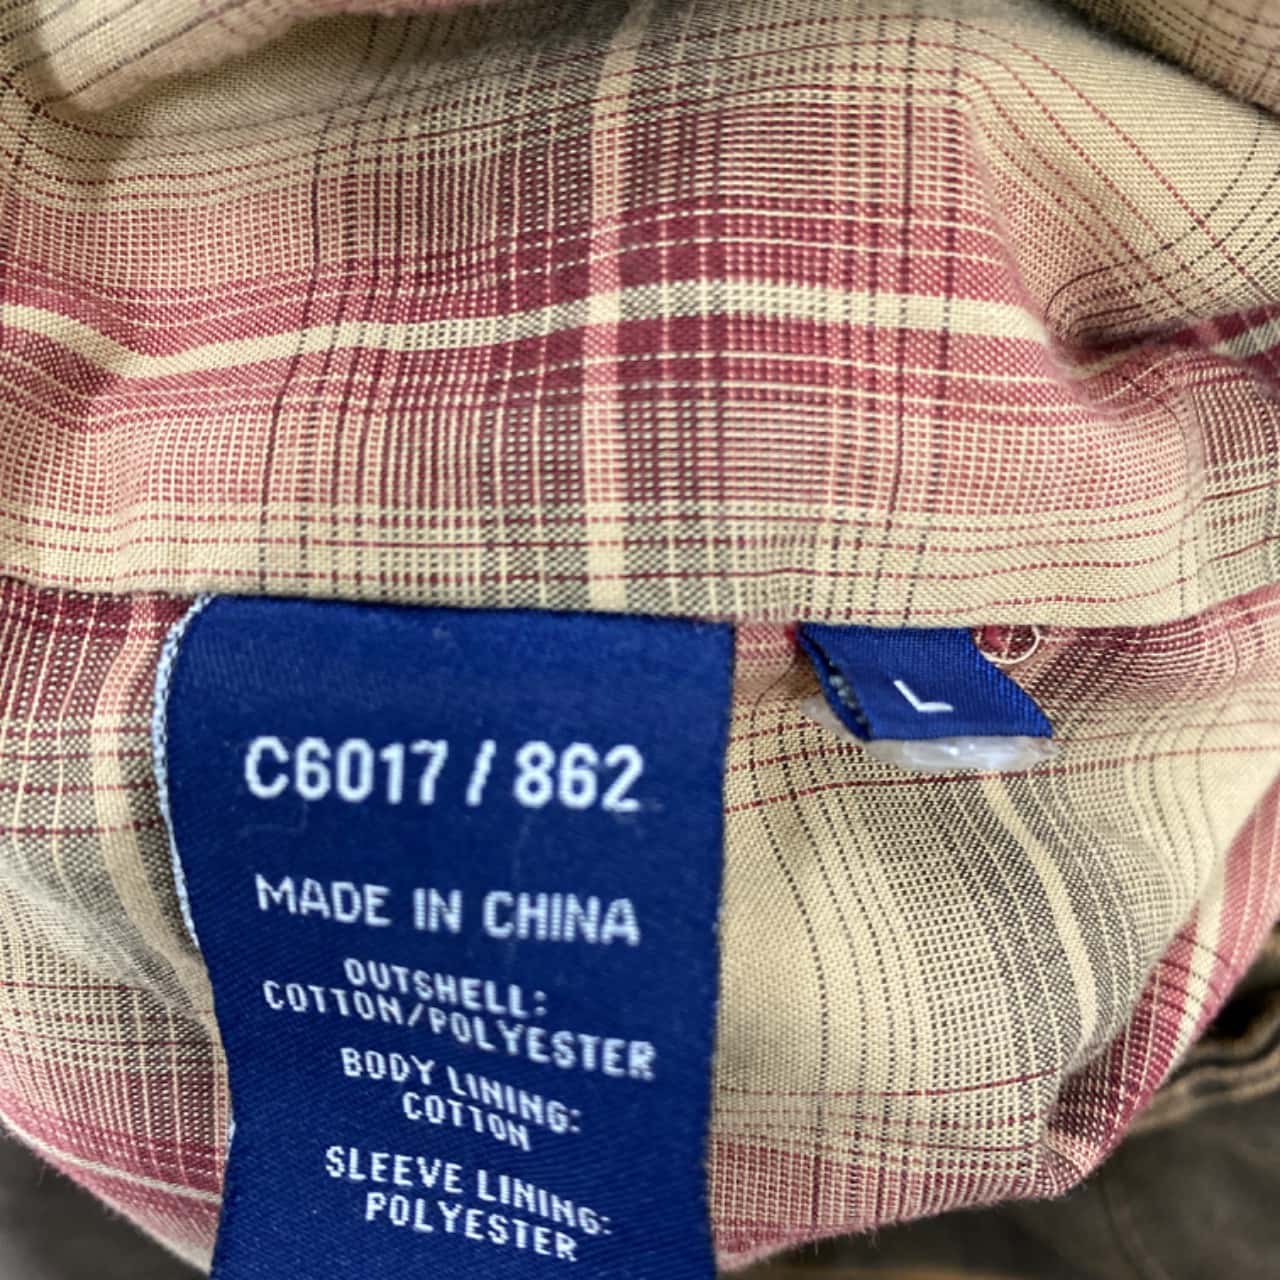 C6017 / 862
MADE IN CHINA
OUTSHELL:
COTTON/POLYESTER
BODY LINING:
COTTON
SLEEVE LINING:
POLYESTER
L